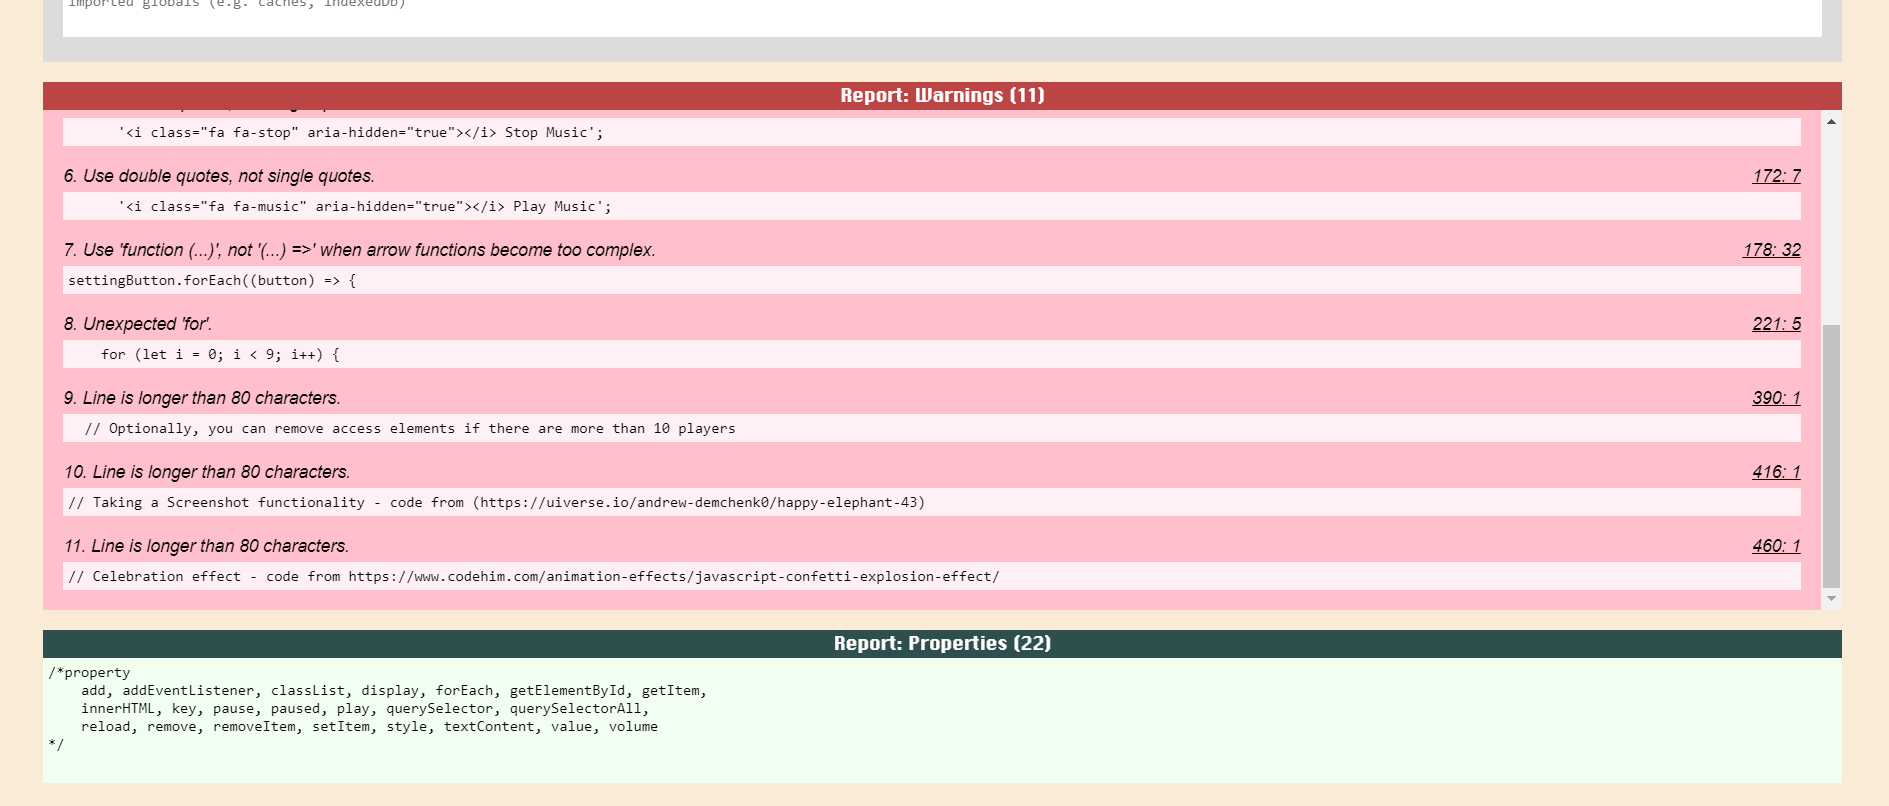 imported globals (e.g. caches, indexedDb)
Report: Warnings (11)
'<i class="fa fa-stop" aria-hidden="true"></i> Stop Music';
6. Use double quotes, not single quotes. 172: 7
'<i class="fa fa-music" aria-hidden="true"></i> Play Music';
7. Use 'function (...)', not '(...) =>' when arrow functions become too complex. 178: 32
settingButton.forEach((button) => {
8. Unexpected 'for'. 221: 5
for (let i = 0; i < 9; i++) {
9. Line is longer than 80 characters. 390: 1
// Optionally, you can remove access elements if there are more than 10 players
10. Line is longer than 80 characters. 416: 1
// Taking a Screenshot functionality - code from (https://uiverse.io/andrew-demchenk0/happy-elephant-43)
11. Line is longer than 80 characters. 460: 1
// Celebration effect - code from https://www.codehim.com/animation-effects/javascript-confetti-explosion-effect/
Report: Properties (22)
/*property
add, addEventListener, classList, display, forEach, getElementById, getItem,
innerHTML, key, pause, paused, play, querySelector, querySelectorAll,
reload, remove, removeItem, setItem, style, textContent, value, volume
*/